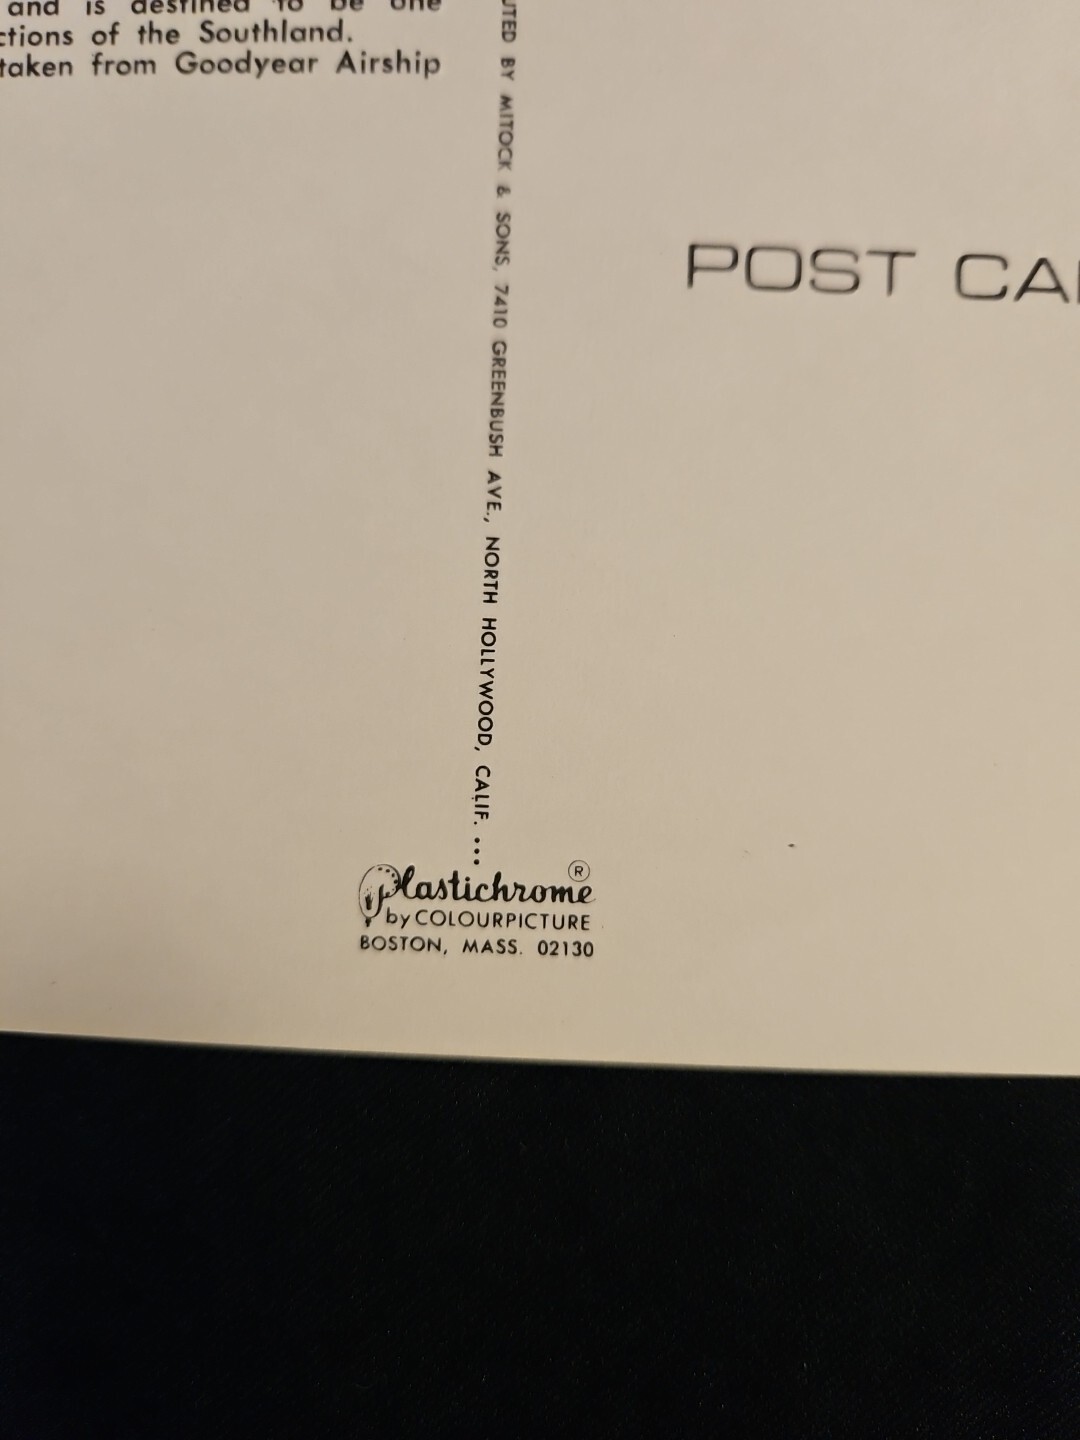 and is destined to be one
ctions of the Southland.
taken from Goodyear Airship
UTED BY MITOCK & SONS, 7410 GREENBUSH AVE., NORTH HOLLYWOOD, CALIF. ...
POST CA
Plastichrome ®
by COLOURPICTURE
BOSTON, MASS. 02130